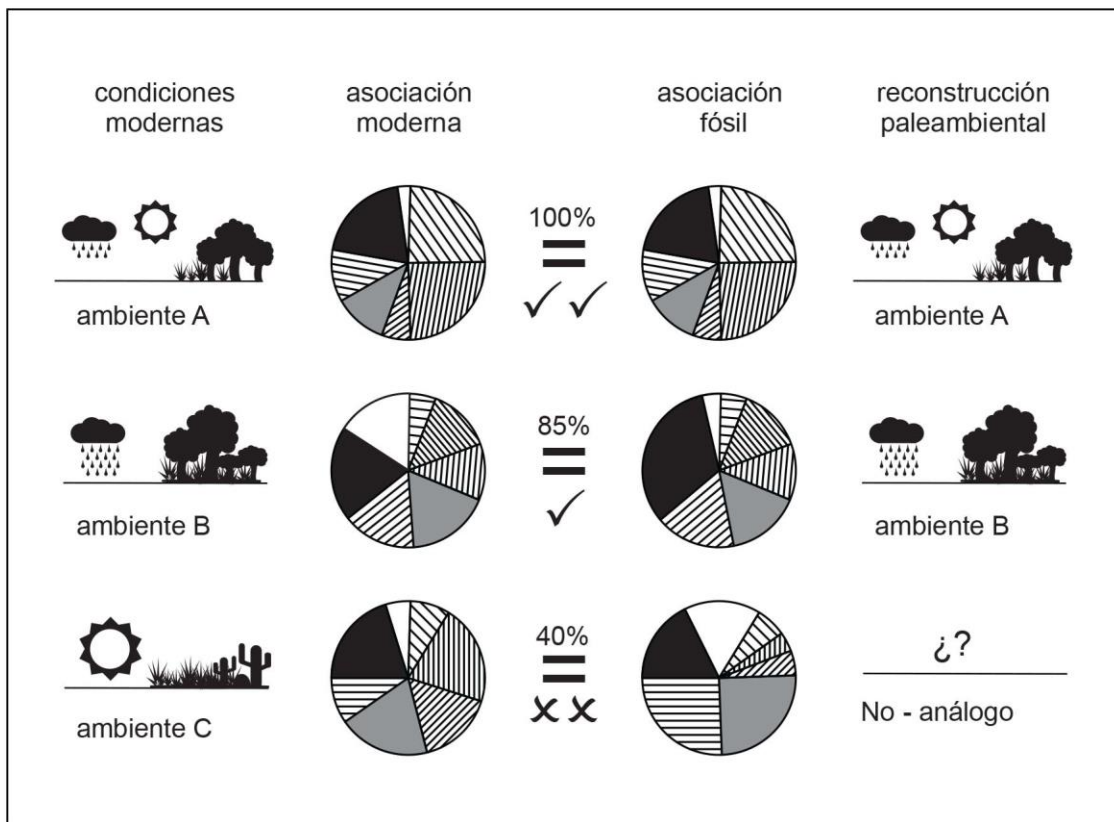 condiciones
modernas
asociación
moderna
asociación
fósil
reconstrucción
paleambiental
100%
ambiente A
ambiente A
85%
ambiente B
ambiente B
40%
¿?
ambiente C
No - análogo